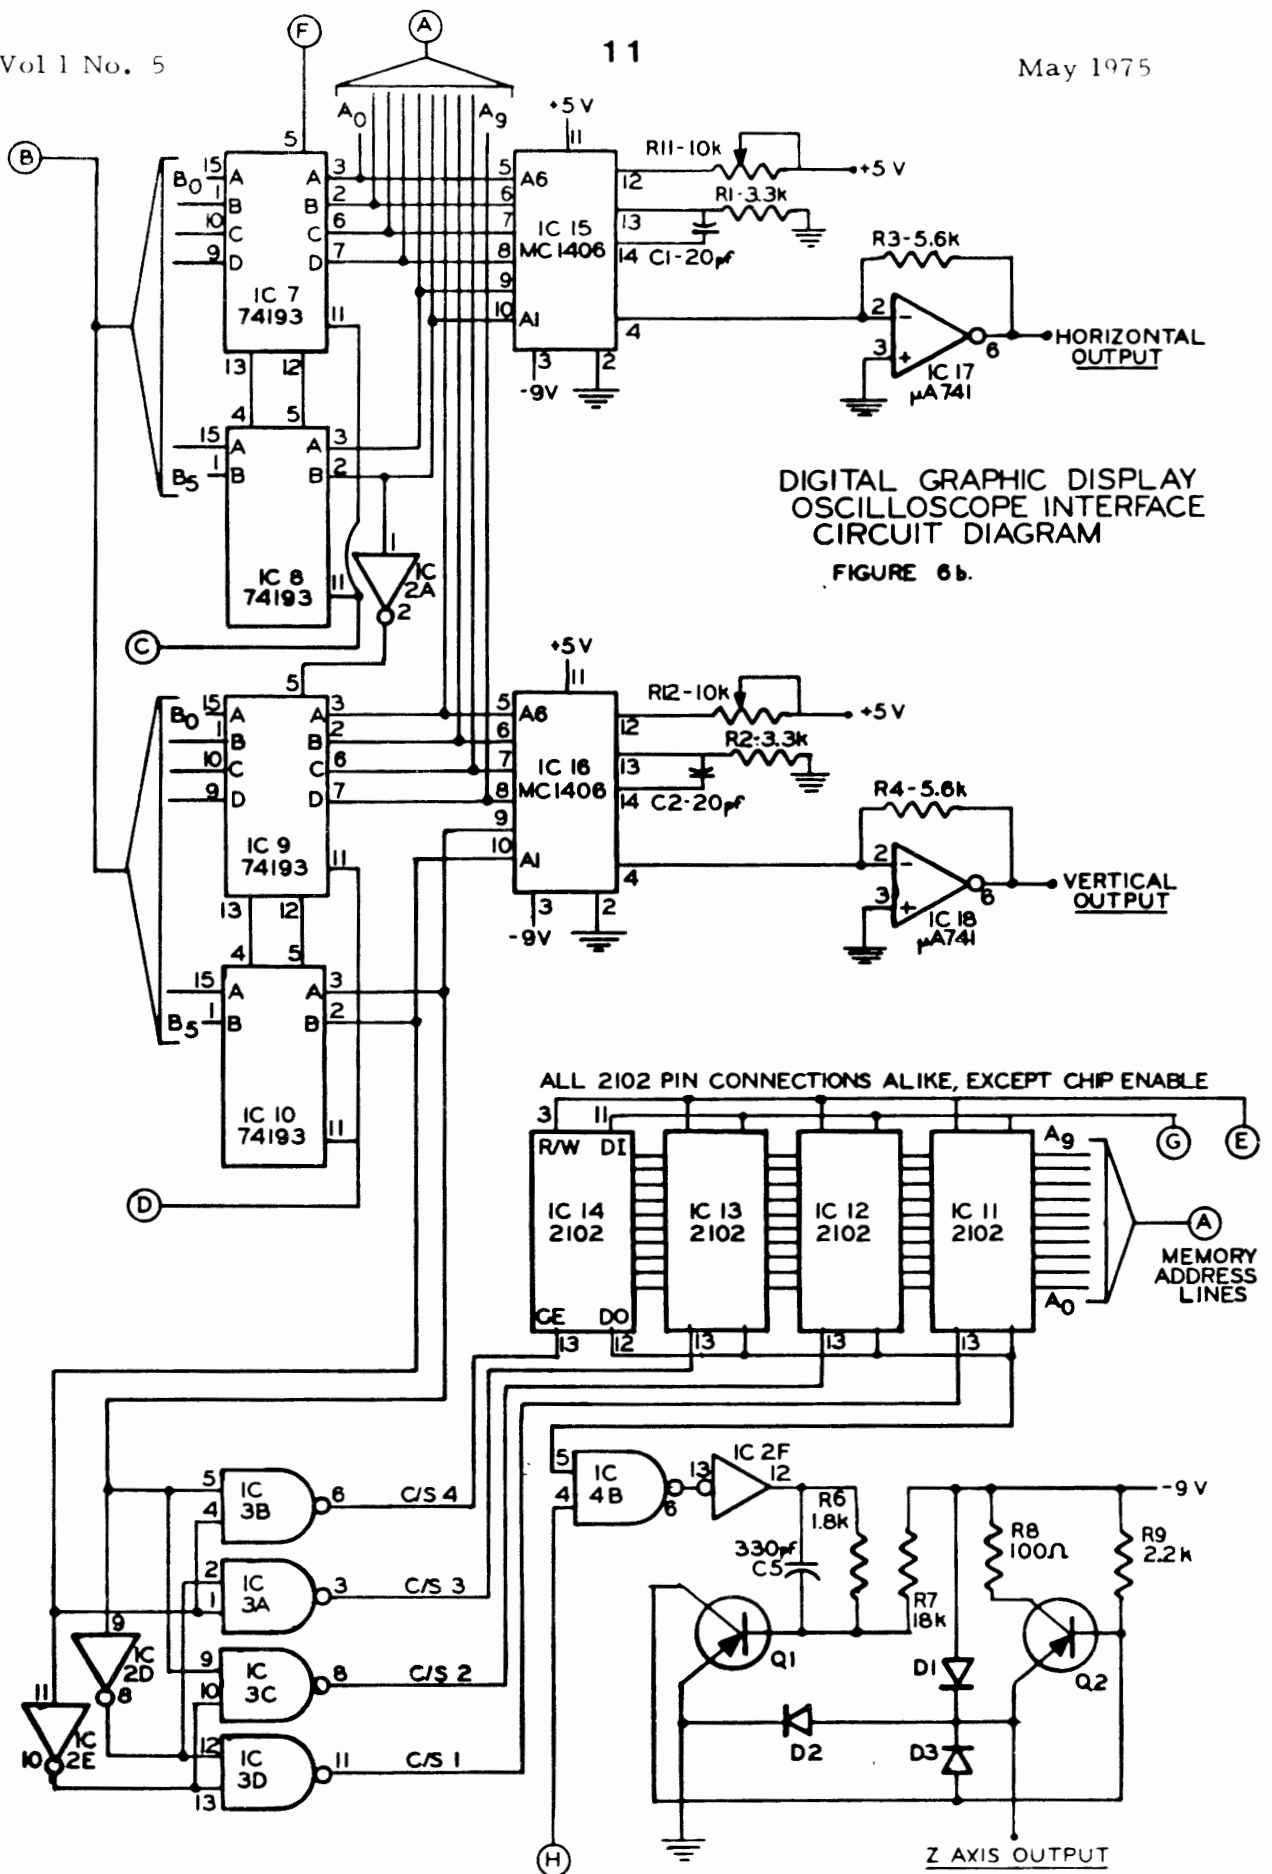 Vol 1 No. 5
11
May 1975
F
A
B
A0
A9
+5 V
11
R11-10k
+5 V
5
B0
15 A
1 B
10 C
9 D
A 3
B 2
C 6
D 7
IC 7
74193
11
13
12
5 A6
6
7
8
9
10 A1
IC 15
MC1406
12
13
14
4
R1-3.3k
C1-20pf
3
-9V
2
R3-5.6k
2 -
3 +
6
IC 17
µA741
HORIZONTAL
OUTPUT
4
5
15 A
B5 1 B
A 3
B 2
IC 8
74193
11
1
IC
2A
2
C
DIGITAL GRAPHIC DISPLAY
OSCILLOSCOPE INTERFACE
CIRCUIT DIAGRAM
FIGURE 6b.
+5 V
11
R12-10k
+5 V
5
B0
15 A
1 B
10 C
9 D
A 3
B 2
C 6
D 7
IC 9
74193
11
13
12
5 A6
6
7
8
9
10 A1
IC 16
MC1406
12
13
14
4
R2-3.3k
C2-20pf
3
-9V
2
R4-5.6k
2 -
3 +
6
IC 18
µA741
VERTICAL
OUTPUT
4
5
15 A
B5 1 B
A 3
B 2
IC 10
74193
11
D
ALL 2102 PIN CONNECTIONS ALIKE, EXCEPT CHIP ENABLE
3
11
R/W DI
IC 14
2102
CE DO
13
12
IC 13
2102
13
IC 12
2102
13
IC 11
2102
13
A9
A0
G
E
A
MEMORY
ADDRESS
LINES
5
4
IC
3B
6
C/S 4
2
1
IC
3A
3
C/S 3
9
10
IC
3C
8
C/S 2
12
13
IC
3D
11
C/S 1
9
IC
2D
8
11
IC
2E
10
5
4
IC
4B
6
13
IC 2F
12
R6
1.8k
330pf
C5
R7
18k
-9 V
R8
100Ω
R9
2.2k
Q1
Q2
D1
D2
D3
H
Z AXIS OUTPUT